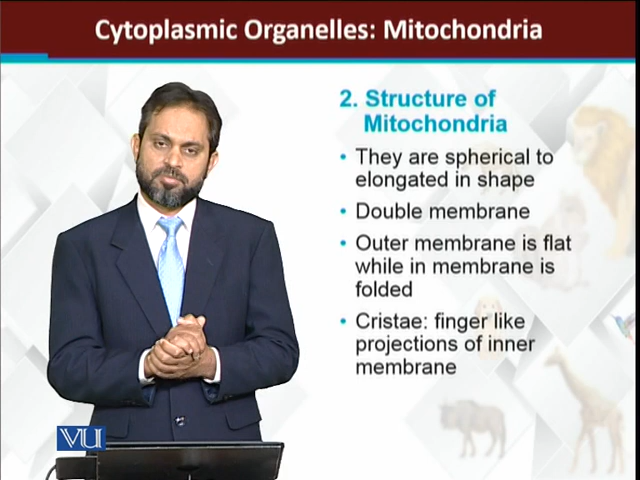 Cytoplasmic Organelles: Mitochondria
2. Structure of
Mitochondria
• They are spherical to
elongated in shape
• Double membrane
• Outer membrane is flat
while in membrane is
folded
• Cristae: finger like
projections of inner
membrane
VU